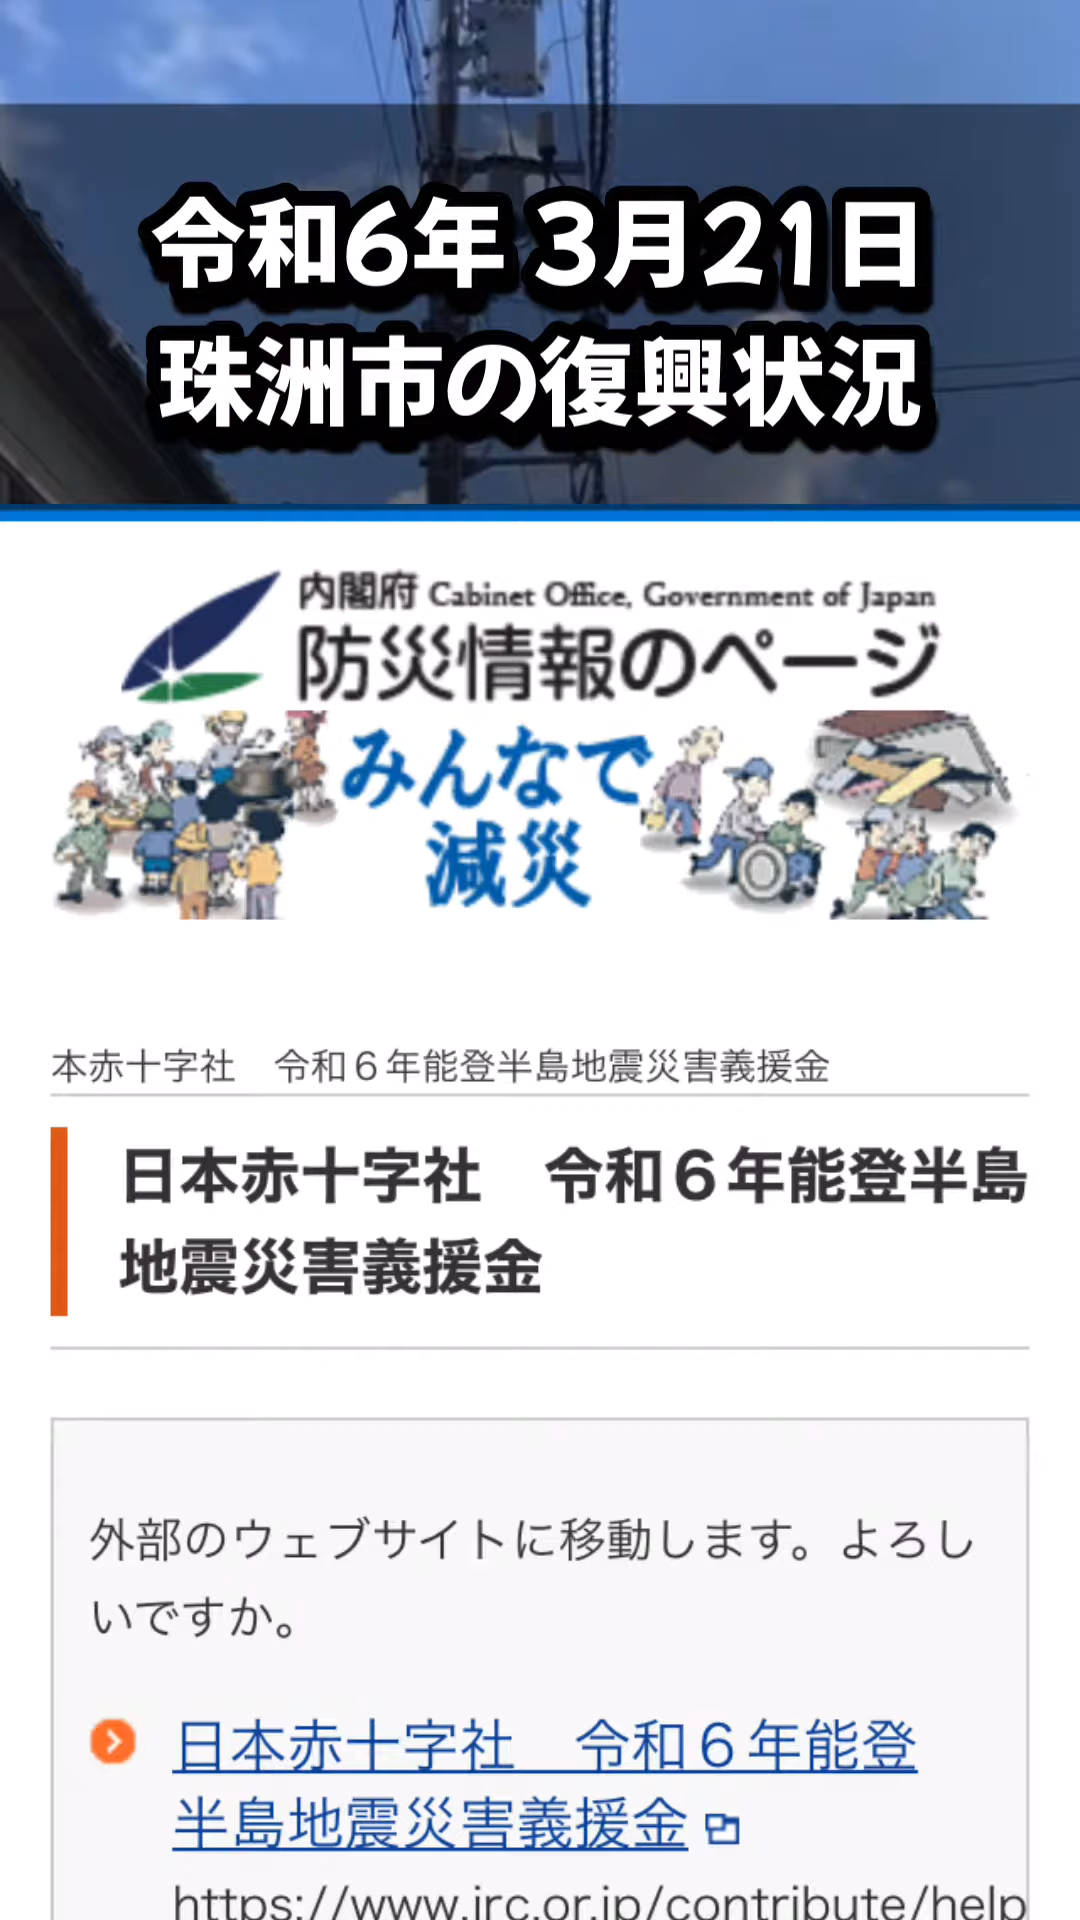 令和6年 3月21日
珠洲市の復興状況
内閣府 Cabinet Office, Government of Japan
防災情報のページ
みんなで
減災
本赤十字社　令和６年能登半島地震災害義援金
日本赤十字社　令和６年能登半島
地震災害義援金
外部のウェブサイトに移動します。よろし
いですか。
日本赤十字社　令和６年能登
半島地震災害義援金
https://www.jrc.or.jp/contribute/help